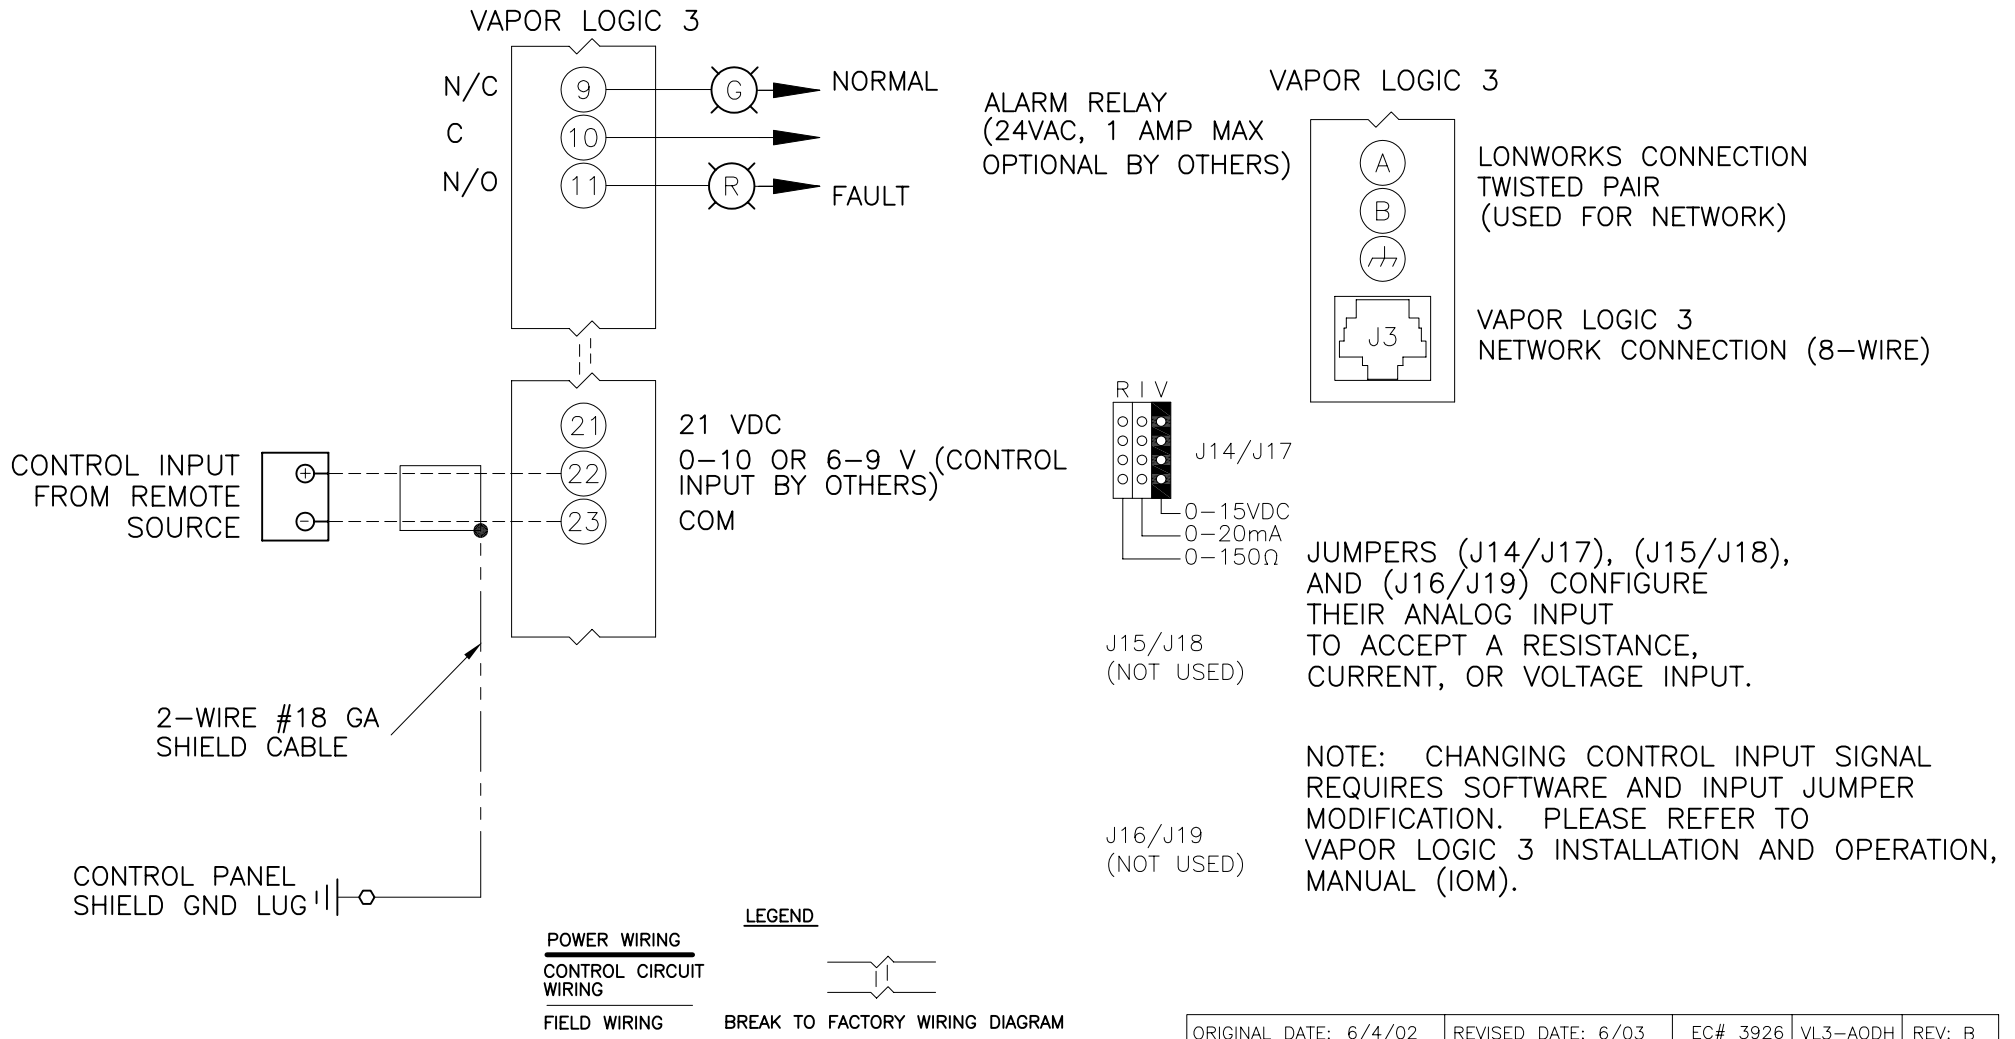 VAPOR LOGIC 3
N/C
9
G
NORMAL
C
10
N/O
11
R
FAULT
ALARM RELAY
(24VAC, 1 AMP MAX
OPTIONAL BY OTHERS)
VAPOR LOGIC 3
A
B
LONWORKS CONNECTION
TWISTED PAIR
(USED FOR NETWORK)
J3
VAPOR LOGIC 3
NETWORK CONNECTION (8-WIRE)
CONTROL INPUT
FROM REMOTE
SOURCE
+
-
21
22
23
21 VDC
0-10 OR 6-9 V (CONTROL
INPUT BY OTHERS)
COM
R I V
J14/J17
0-15VDC
0-20mA
0-150Ω
J15/J18
(NOT USED)
J16/J19
(NOT USED)
JUMPERS (J14/J17), (J15/J18),
AND (J16/J19) CONFIGURE
THEIR ANALOG INPUT
TO ACCEPT A RESISTANCE,
CURRENT, OR VOLTAGE INPUT.
NOTE: CHANGING CONTROL INPUT SIGNAL
REQUIRES SOFTWARE AND INPUT JUMPER
MODIFICATION. PLEASE REFER TO
VAPOR LOGIC 3 INSTALLATION AND OPERATION,
MANUAL (IOM).
2-WIRE #18 GA
SHIELD CABLE
CONTROL PANEL
SHIELD GND LUG
LEGEND
POWER WIRING
CONTROL CIRCUIT
WIRING
FIELD WIRING
BREAK TO FACTORY WIRING DIAGRAM
ORIGINAL DATE: 6/4/02 REVISED DATE: 6/03 EC# 3926 VL3-AODH REV: B